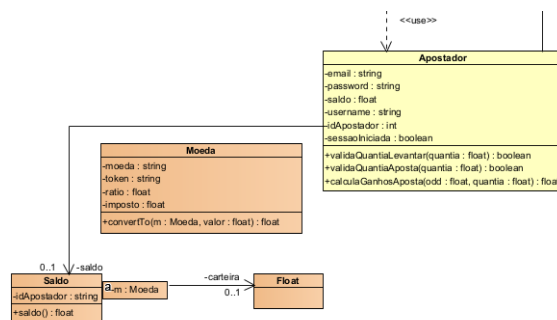 <<use>>
Apostador
-email : string
-password : string
-saldo : float
-username : string
-idApostador : int
-sessaoIniciada : boolean
+validaQuantiaLevantar(quantia : float) : boolean
+validaQuantiaAposta(quantia : float) : boolean
+calculaGanhosAposta(odd : float, quantia : float) : float
Moeda
-moeda : string
-token : string
-ratio : float
-imposto : float
+convertTo(m : Moeda, valor : float) : float
0..1
-saldo
Saldo
-idApostador : string
+saldo() : float
a
-m : Moeda
-carteira
0..1
Float